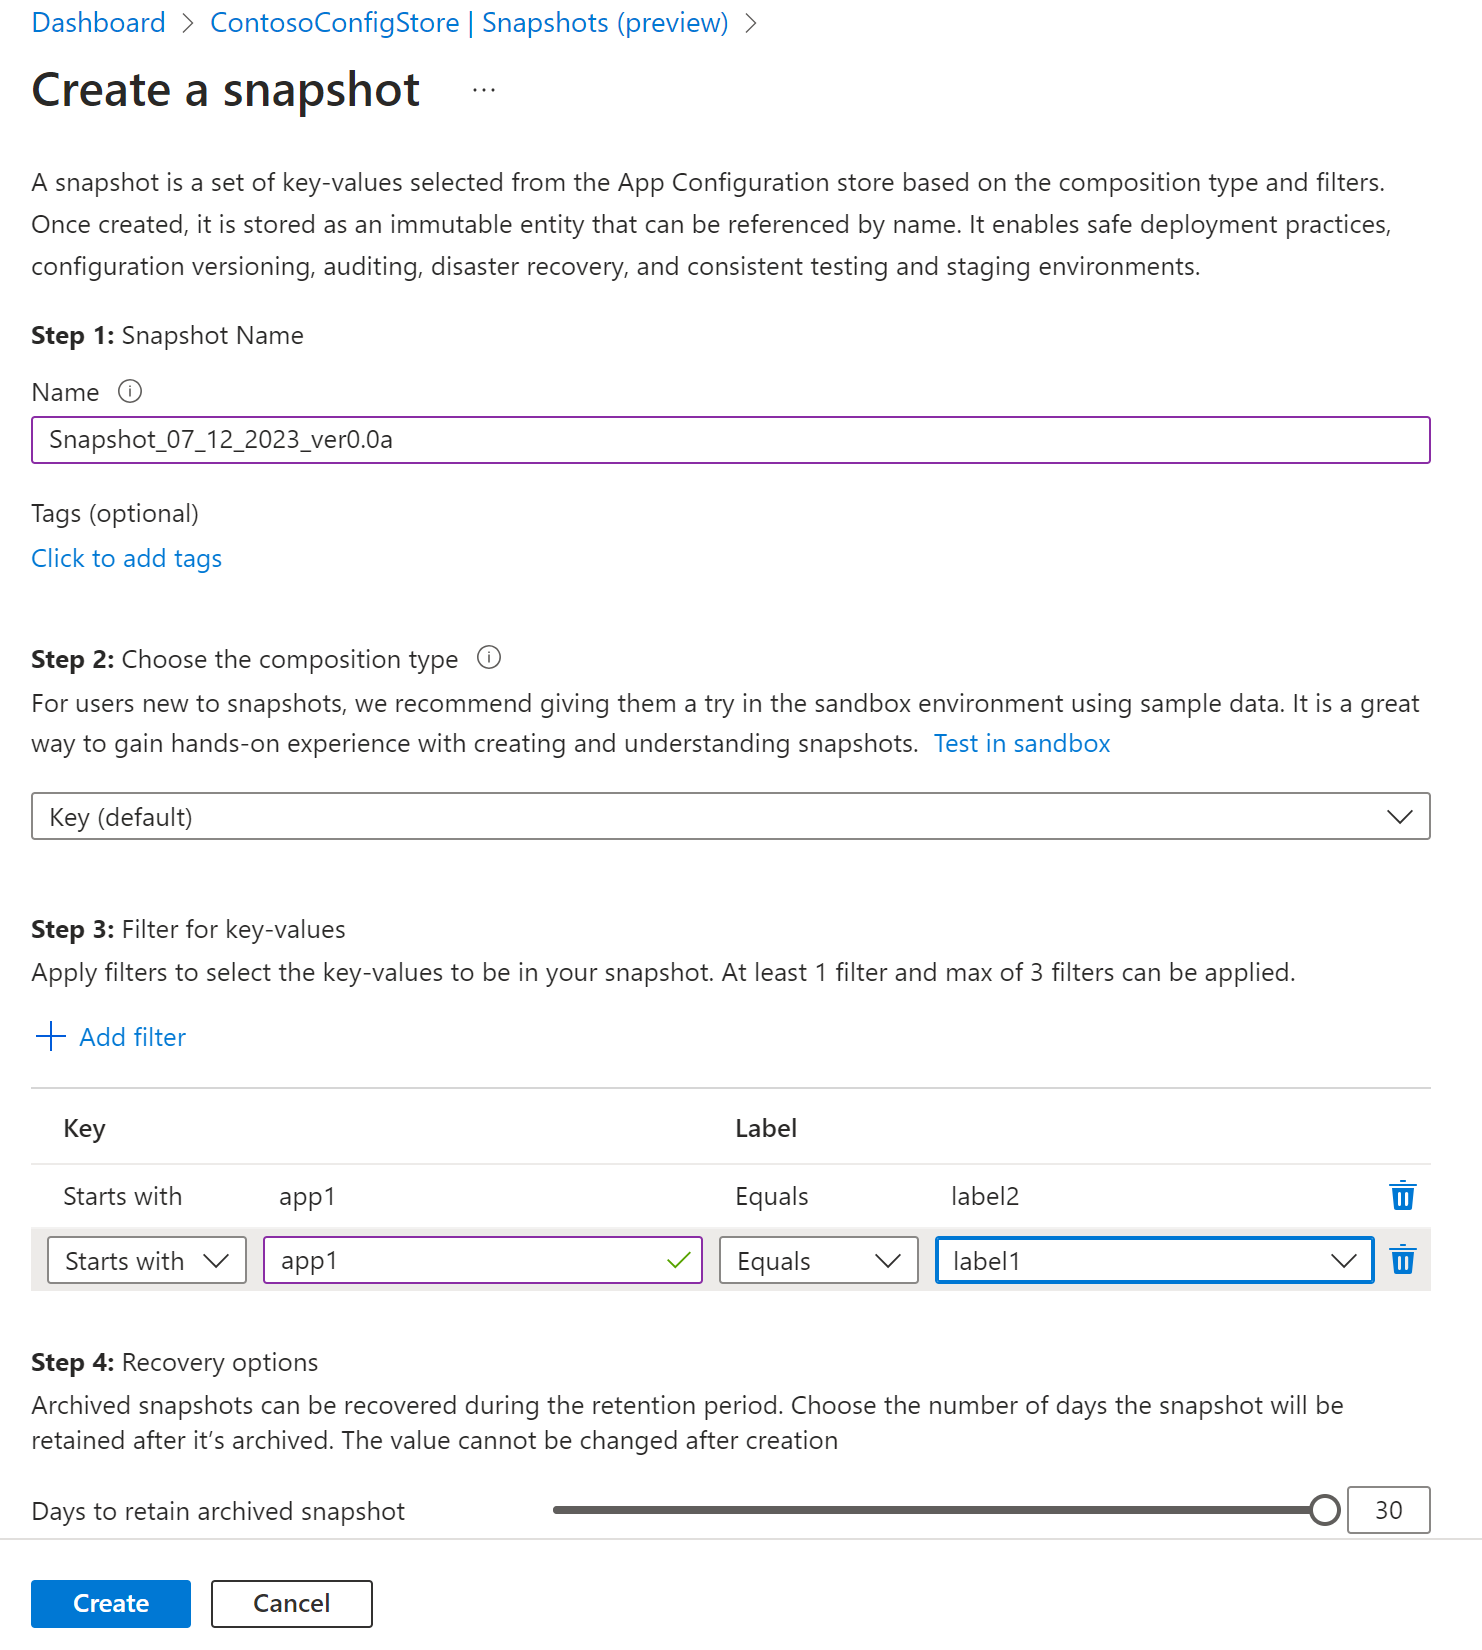 Dashboard > ContosoConfigStore | Snapshots (preview) >
Create a snapshot ...
A snapshot is a set of key-values selected from the App Configuration store based on the composition type and filters.
Once created, it is stored as an immutable entity that can be referenced by name. It enables safe deployment practices,
configuration versioning, auditing, disaster recovery, and consistent testing and staging environments.
Step 1: Snapshot Name
Name
Snapshot_07_12_2023_ver0.0a
Tags (optional)
Click to add tags
Step 2: Choose the composition type
For users new to snapshots, we recommend giving them a try in the sandbox environment using sample data. It is a great
way to gain hands-on experience with creating and understanding snapshots. Test in sandbox
Key (default)
Step 3: Filter for key-values
Apply filters to select the key-values to be in your snapshot. At least 1 filter and max of 3 filters can be applied.
Add filter
Key Label
Starts with app1 Equals label2
Starts with app1 Equals label1
Step 4: Recovery options
Archived snapshots can be recovered during the retention period. Choose the number of days the snapshot will be
retained after it’s archived. The value cannot be changed after creation
Days to retain archived snapshot 30
Create Cancel